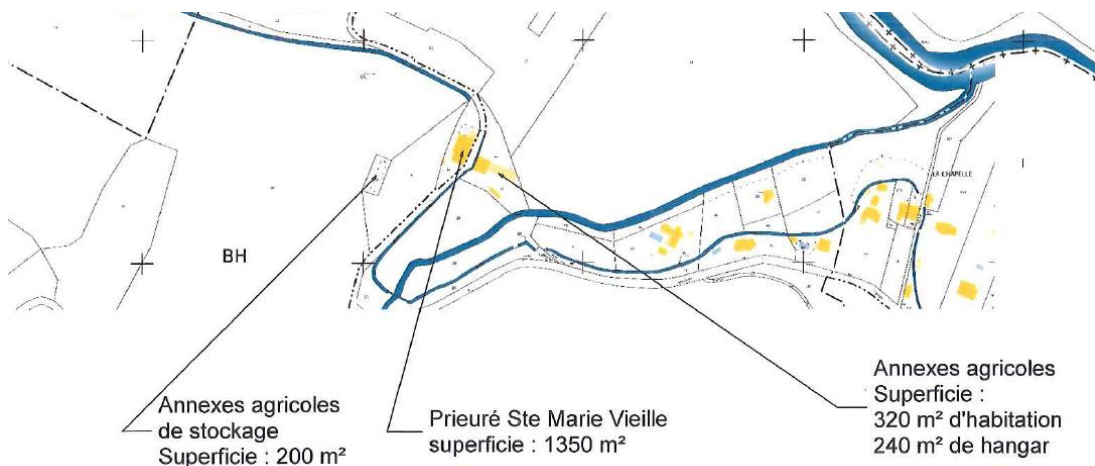 LA CHAPELLE
BH
Annexes agricoles
de stockage
Superficie : 200 m²
Prieuré Ste Marie Vieille
superficie : 1350 m²
Annexes agricoles
Superficie :
320 m² d'habitation
240 m² de hangar